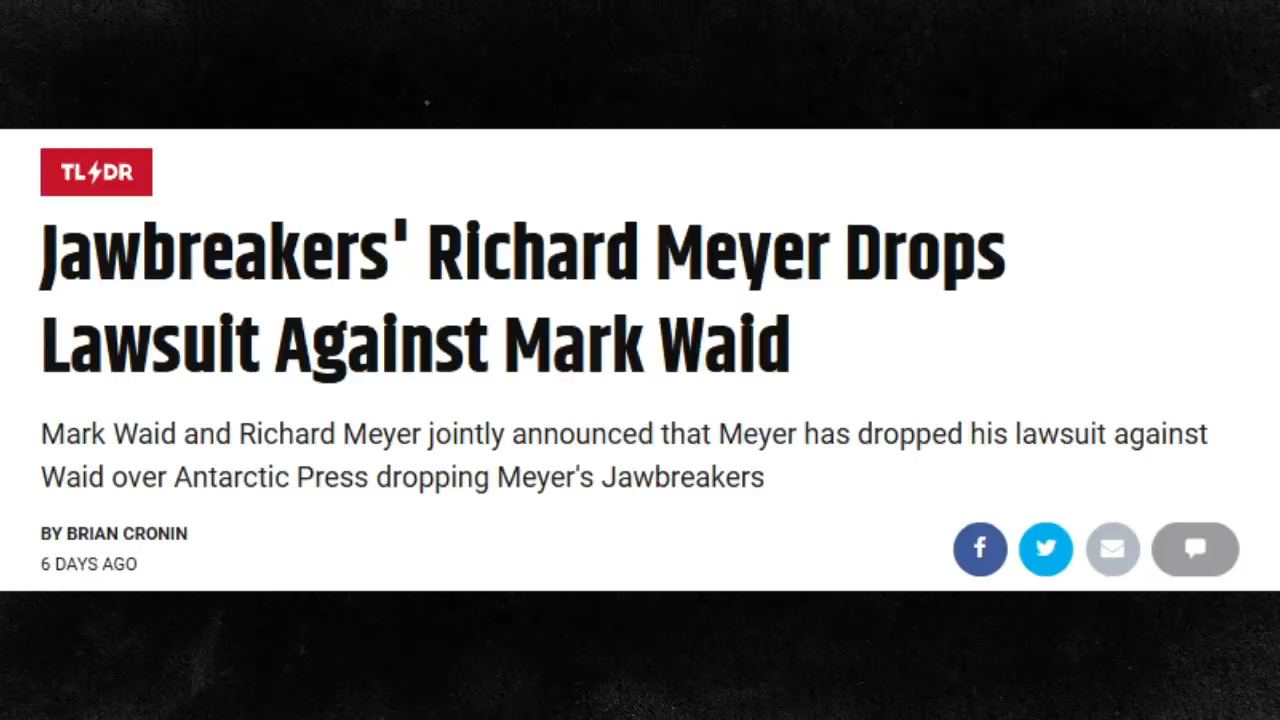 TL⚡DR
Jawbreakers' Richard Meyer Drops
Lawsuit Against Mark Waid
Mark Waid and Richard Meyer jointly announced that Meyer has dropped his lawsuit against
Waid over Antarctic Press dropping Meyer's Jawbreakers
BY BRIAN CRONIN
6 DAYS AGO